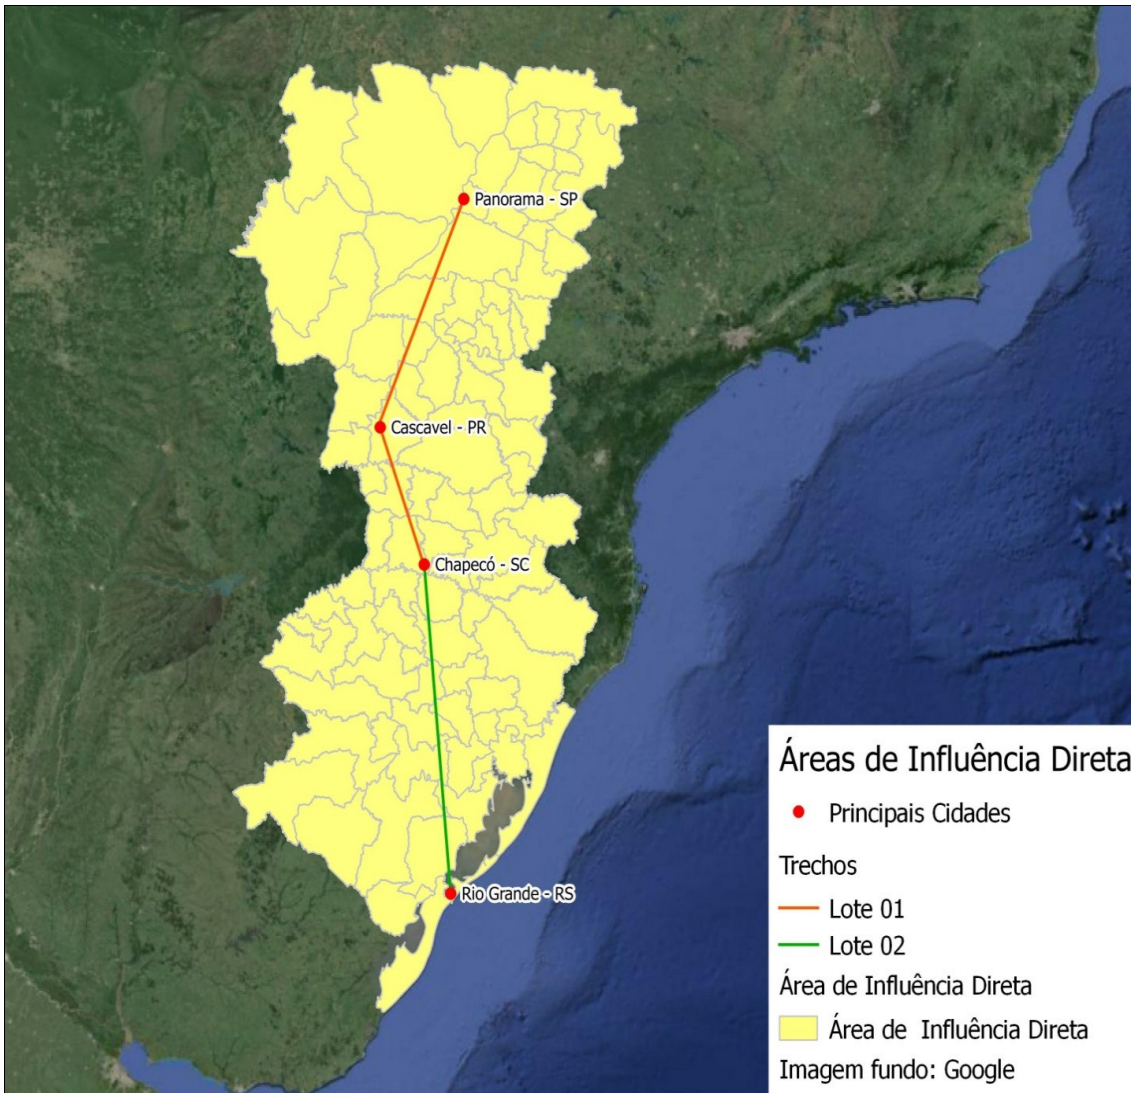 Panorama - SP
Cascavel - PR
Chapecó - SC
Rio Grande - RS
Áreas de Influência Direta
Principais Cidades
Trechos
Lote 01
Lote 02
Área de Influência Direta
Área de Influência Direta
Imagem fundo: Google